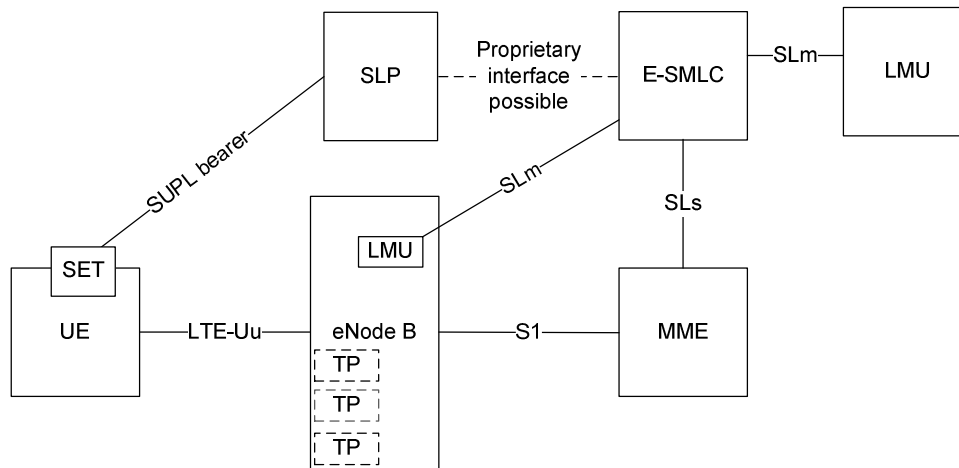 SLP
Proprietary
interface
possible
E-SMLC
SLm
LMU
SUPL bearer
SLm
SLs
SET
UE
LTE-Uu
LMU
eNode B
S1
MME
TP
TP
TP